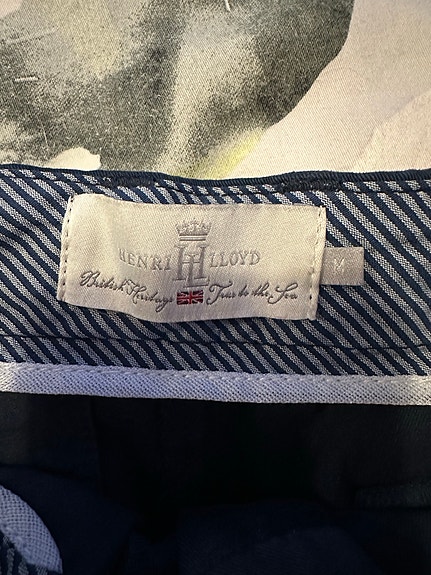 HENRI H LLOYD
British Heritage True to the Sea
M